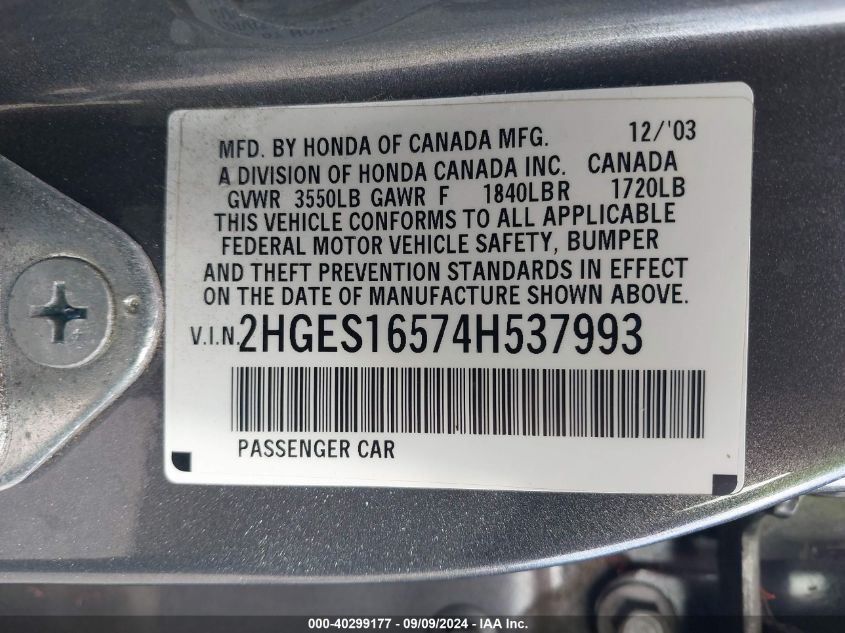 MFD. BY HONDA OF CANADA MFG. 12/'03
A DIVISION OF HONDA CANADA INC. CANADA
GVWR 3550LB GAWR F 1840LB R 1720LB
THIS VEHICLE CONFORMS TO ALL APPLICABLE
FEDERAL MOTOR VEHICLE SAFETY, BUMPER
AND THEFT PREVENTION STANDARDS IN EFFECT
ON THE DATE OF MANUFACTURE SHOWN ABOVE.
V.I.N. 2HGES16574H537993
PASSENGER CAR
000-40299177 - 09/09/2024 - IAA Inc.